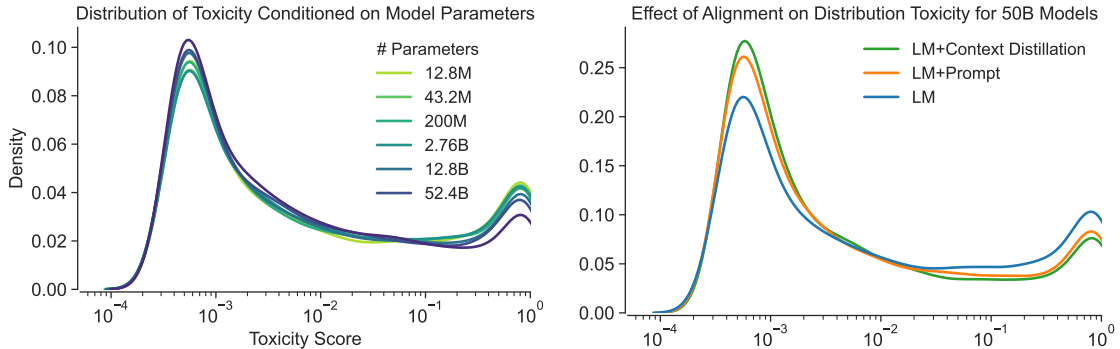 Distribution of Toxicity Conditioned on Model Parameters
0.10
0.08
0.06
0.04
0.02
0.00
Density
# Parameters
12.8M
43.2M
200M
2.76B
12.8B
52.4B
10⁻⁴
10⁻³
10⁻²
10⁻¹
10⁰
Toxicity Score
Effect of Alignment on Distribution Toxicity for 50B Models
0.25
0.20
0.15
0.10
0.05
0.00
LM+Context Distillation
LM+Prompt
LM
10⁻⁴
10⁻³
10⁻²
10⁻¹
10⁰